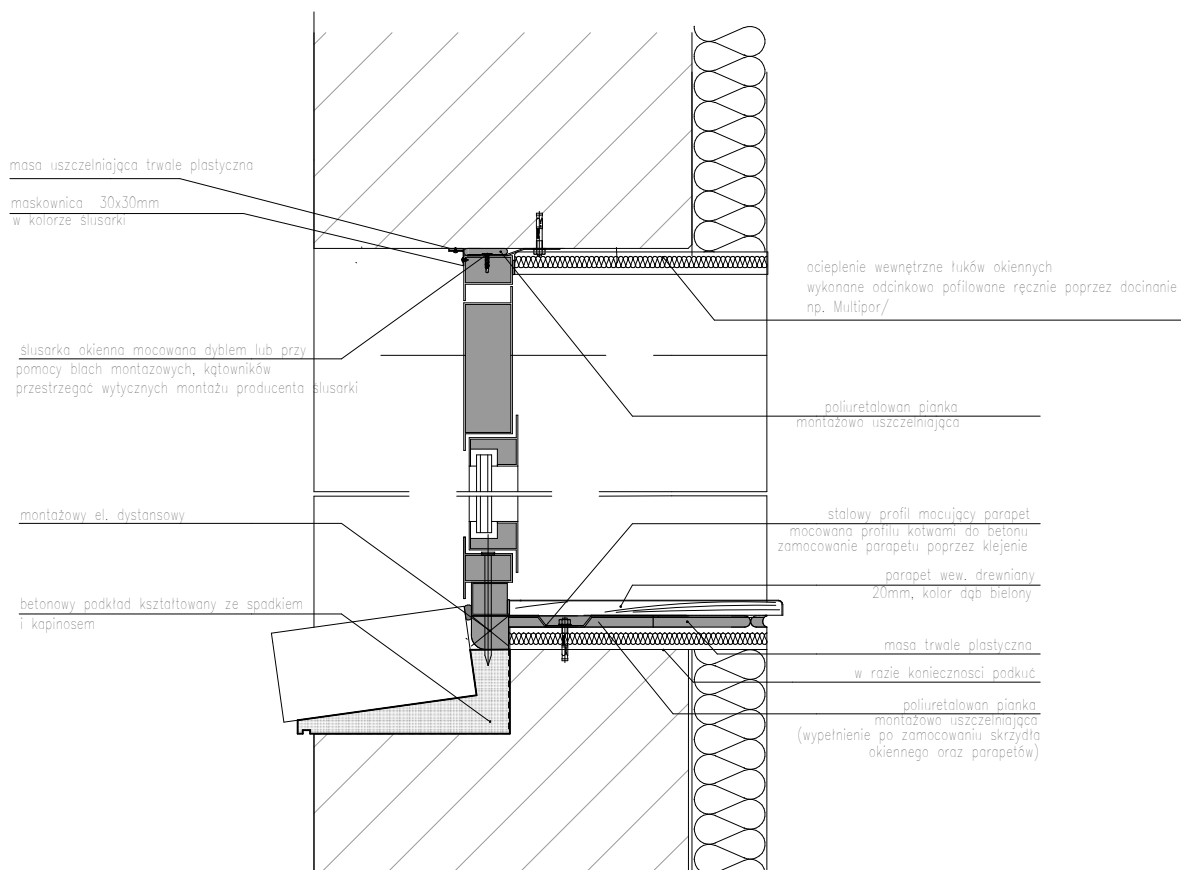 masa uszczelniająca trwale plastyczna
maskownica 30x30mm
w kolorze ślusarki
ocieplenie wewnętrzne łuków okiennych
wykonane odcinkowo pofilowane ręcznie poprzez docinanie
np. Multipor/
ślusarka okienna mocowana dyblem lub przy
pomocy blach montazowych, kątowników
przestrzegać wytycznych montażu producenta ślusarki
poliuretalowan pianka
montażowo uszczelniająca
montażowy el. dystansowy
stalowy profil mocujący parapet
mocowana profilu kotwami do betonu
zamocowanie parapetu poprzez klejenie
parapet wew. drewniany
20mm, kolor dąb bielony
betonowy podkład kształtowany ze spadkiem
i kapinosem
masa trwale plastyczna
w razie koniecznosci podkuć
poliuretalowan pianka
montażowo uszczelniająca
(wypełnienie po zamocowaniu skrzydła
okiennego oraz parapetów)